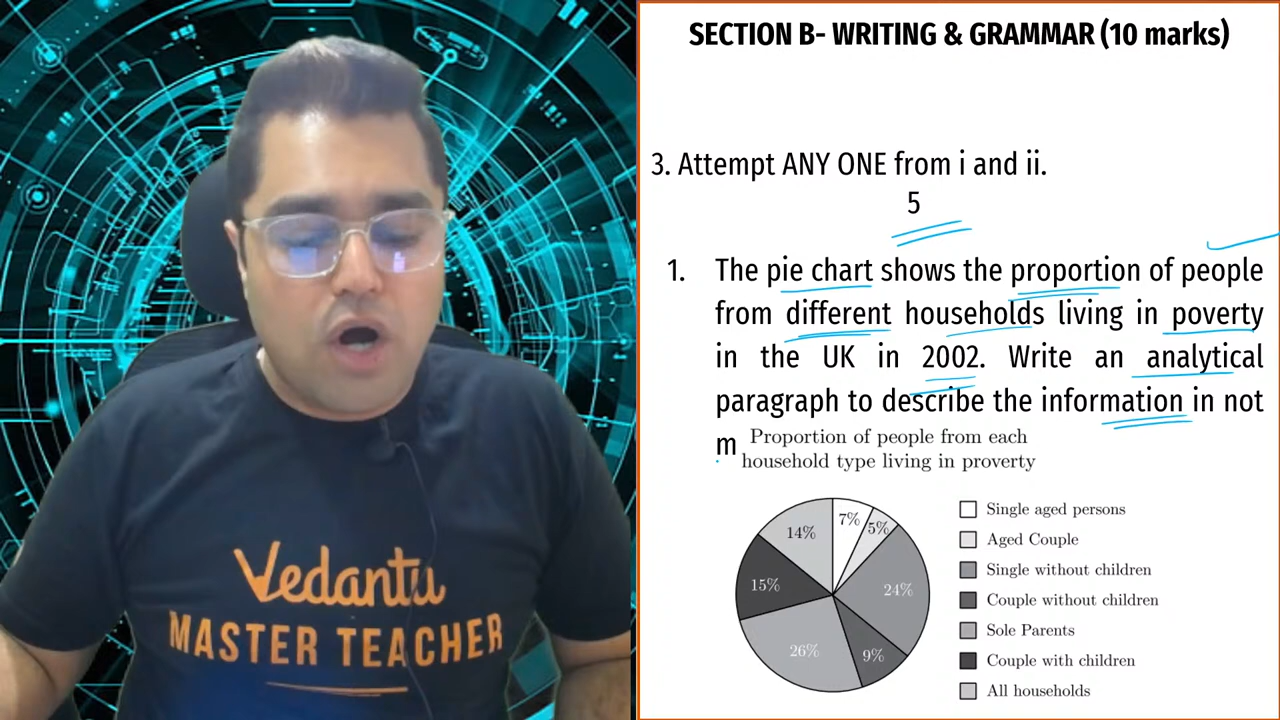 SECTION B- WRITING & GRAMMAR (10 marks)
3. Attempt ANY ONE from i and ii.
5
1. The pie chart shows the proportion of people
from different households living in poverty
in the UK in 2002. Write an analytical
paragraph to describe the information in not
m
Proportion of people from each
household type living in proverty
7%
5%
14%
24%
15%
26%
9%
Single aged persons
Aged Couple
Single without children
Couple without children
Sole Parents
Couple with children
All households
Vedantu
MASTER TEACHER